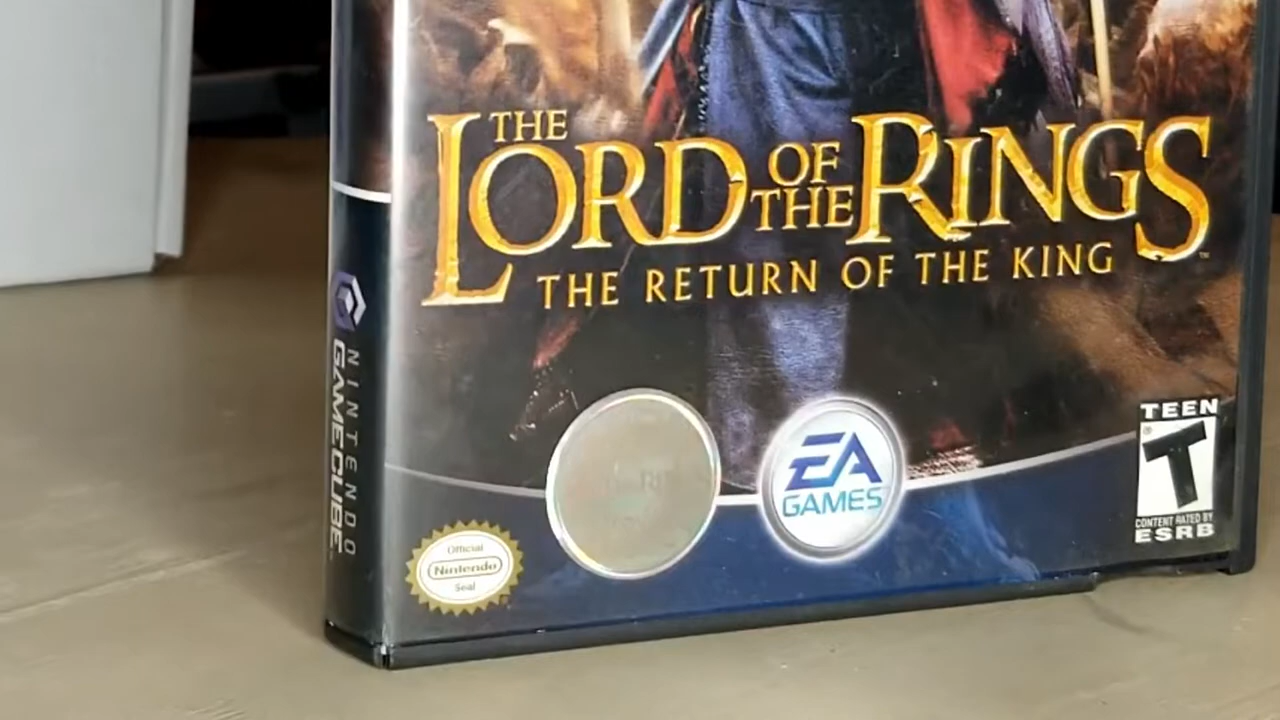 THE
LORD OF THE RINGS
™
THE RETURN OF THE KING
NINTENDO
GAMECUBE
EA
GAMES
TEEN
T
®
CONTENT RATED BY
ESRB
Official
Nintendo
Seal